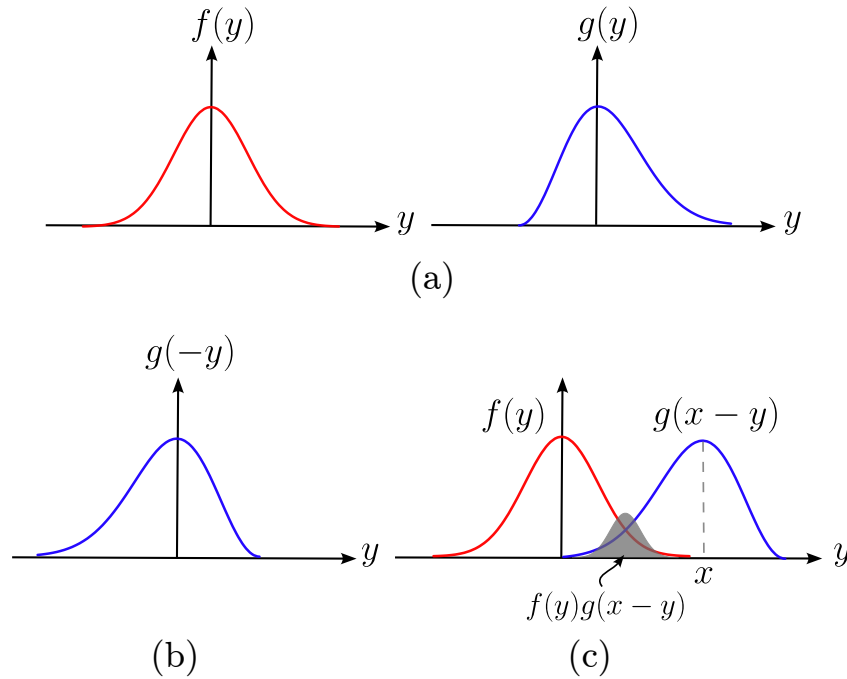 f(y)
g(y)
y
y
(a)
g(−y)
y
f(y)
g(x − y)
y
x
f(y)g(x − y)
(b)
(c)